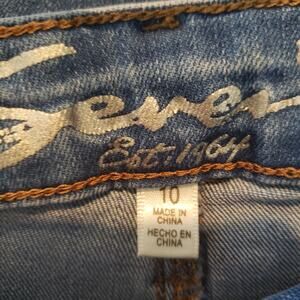 Seven
Est. 1964
10
MADE IN
CHINA
HECHO EN
CHINA